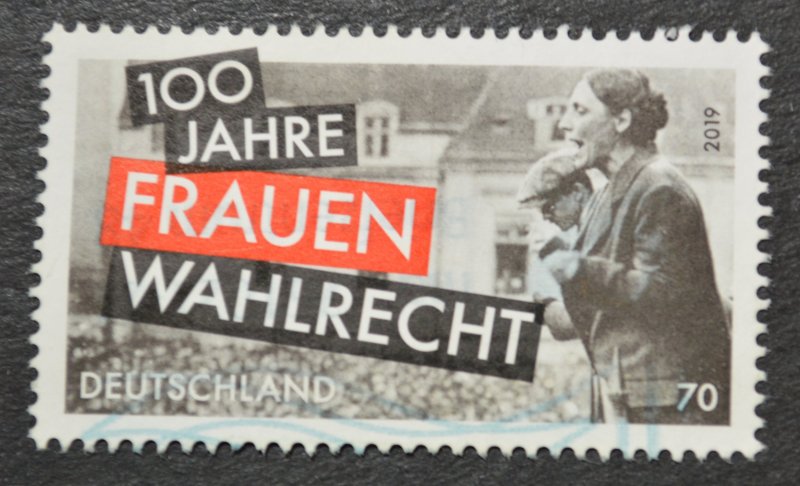 100
JAHRE
FRAUEN
WAHLRECHT
2019
DEUTSCHLAND
70